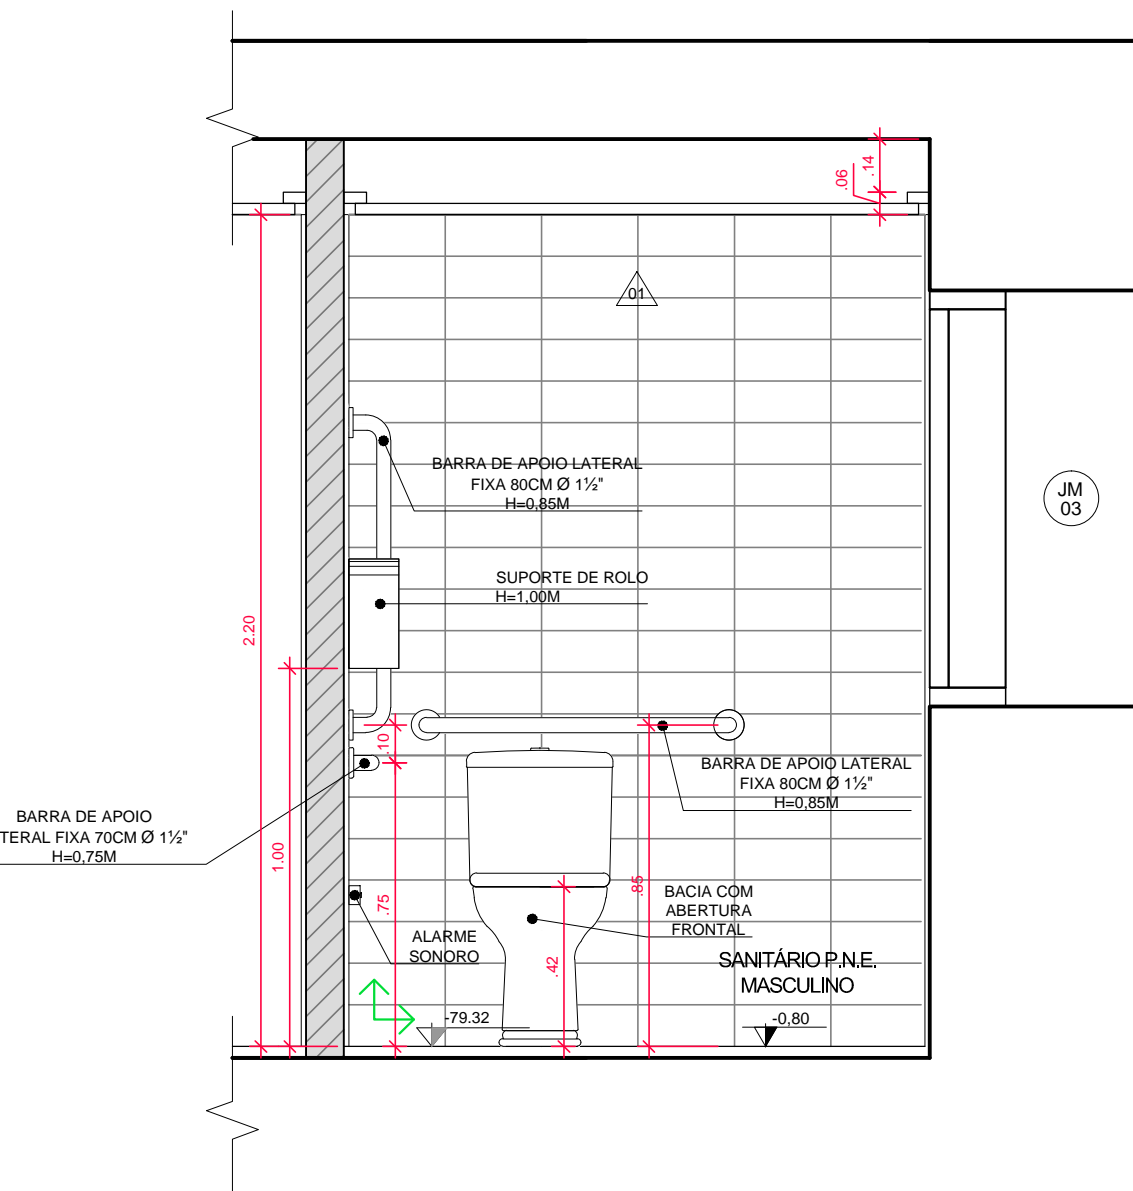 .14
.06
01
BARRA DE APOIO LATERAL
FIXA 80CM Ø 1½"
H=0,85M
JM
03
SUPORTE DE ROLO
H=1,00M
2.20
.10
BARRA DE APOIO LATERAL
FIXA 80CM Ø 1½"
H=0,85M
BARRA DE APOIO
TERAL FIXA 70CM Ø 1½"
H=0,75M
1.00
.75
.85
BACIA COM
ABERTURA
FRONTAL
ALARME
SONORO
.42
SANITÁRIO P.N.E.
MASCULINO
-79.32
-0,80